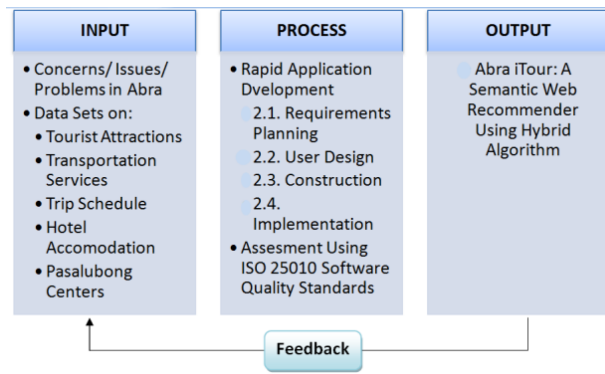 INPUT
• Concerns/ Issues/
Problems in Abra
• Data Sets on:
• Tourist Attractions
• Transportation
Services
• Trip Schedule
• Hotel
Accomodation
• Pasalubong
Centers
PROCESS
• Rapid Application
Dvelopment
2.1. Requirements
Planning
2.2. User Design
2.3. Construction
2.4.
Implementation
• Assesment Using
ISO 25010 Software
Quality Standards
OUTPUT
Abra iTour: A
Semantic Web
Recommender
Using Hybrid
Algorithm
Feedback